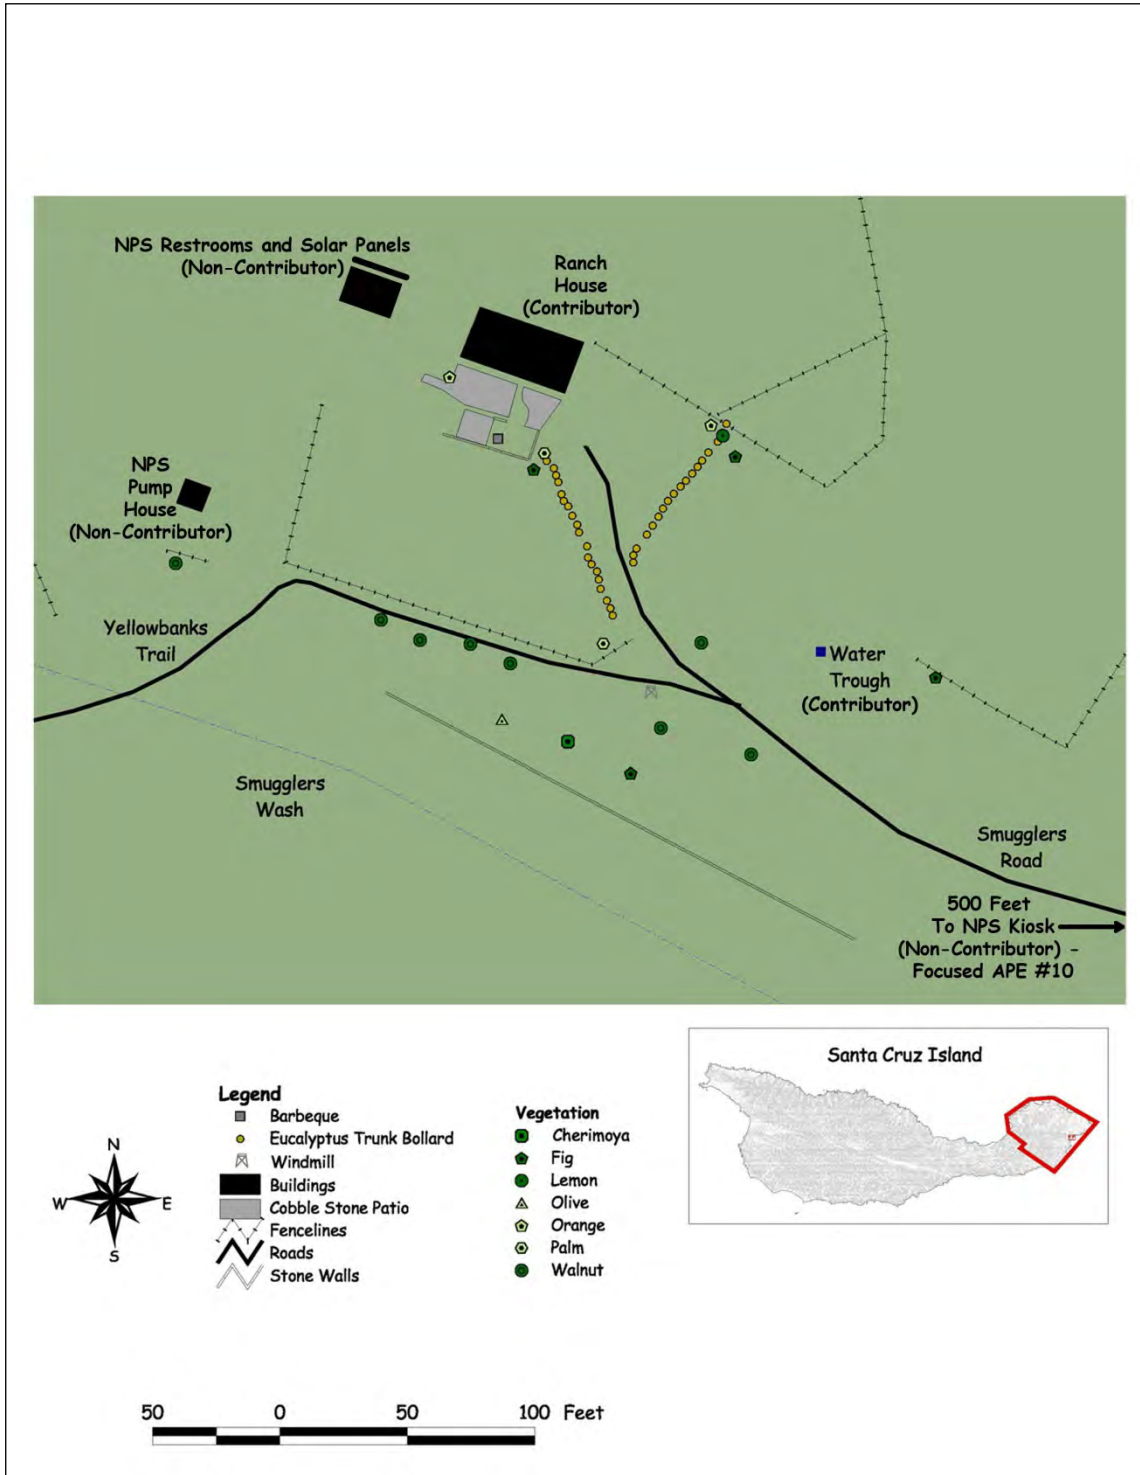 NPS Restrooms and Solar Panels
(Non-Contributor)
Ranch
House
(Contributor)
NPS
Pump
House
(Non-Contributor)
Yellowbanks
Trail
Water
Trough
(Contributor)
Smugglers
Wash
Smugglers
Road
500 Feet
To NPS Kiosk
(Non-Contributor) -
Focused APE #10
Santa Cruz Island
N
W
E
S
Legend
Barbeque
Eucalyptus Trunk Bollard
Windmill
Buildings
Cobble Stone Patio
Fencelines
Roads
Stone Walls
Vegetation
Cherimoya
Fig
Lemon
Olive
Orange
Palm
Walnut
50 0 50 100 Feet